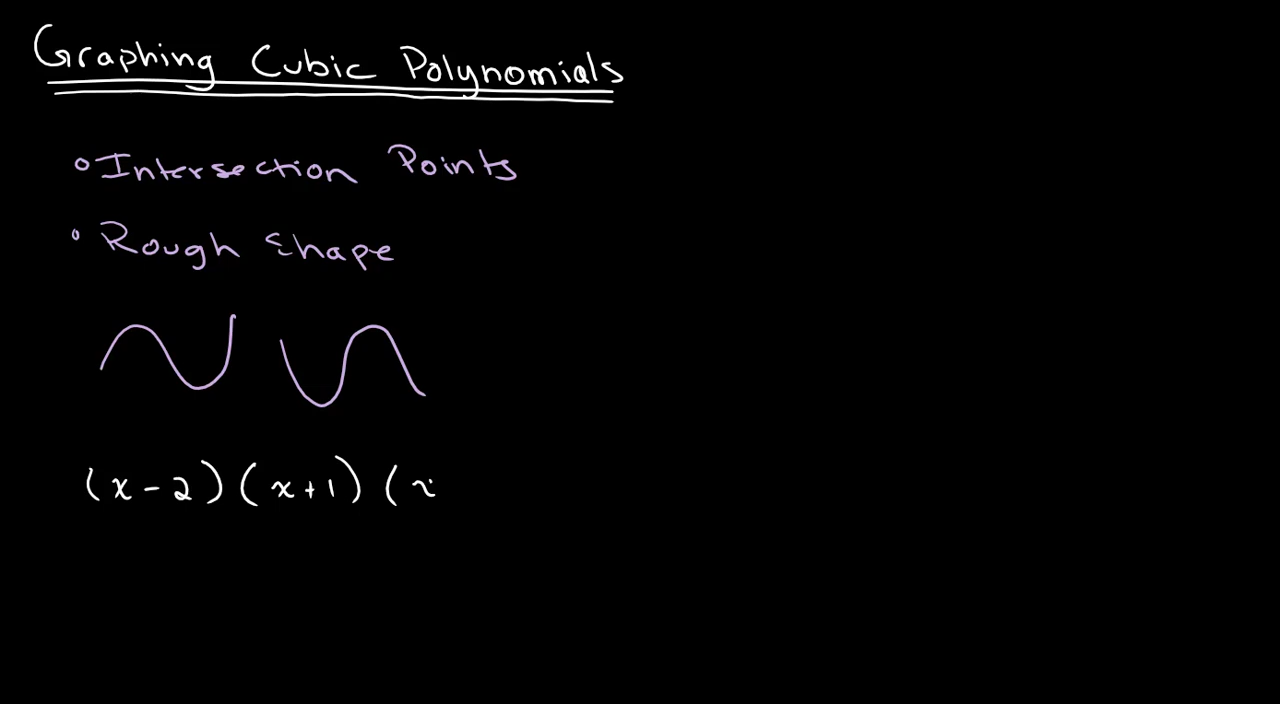 Graphing Cubic Polynomials
Intersection Points
Rough Shape
(x-2)(x+1)(x